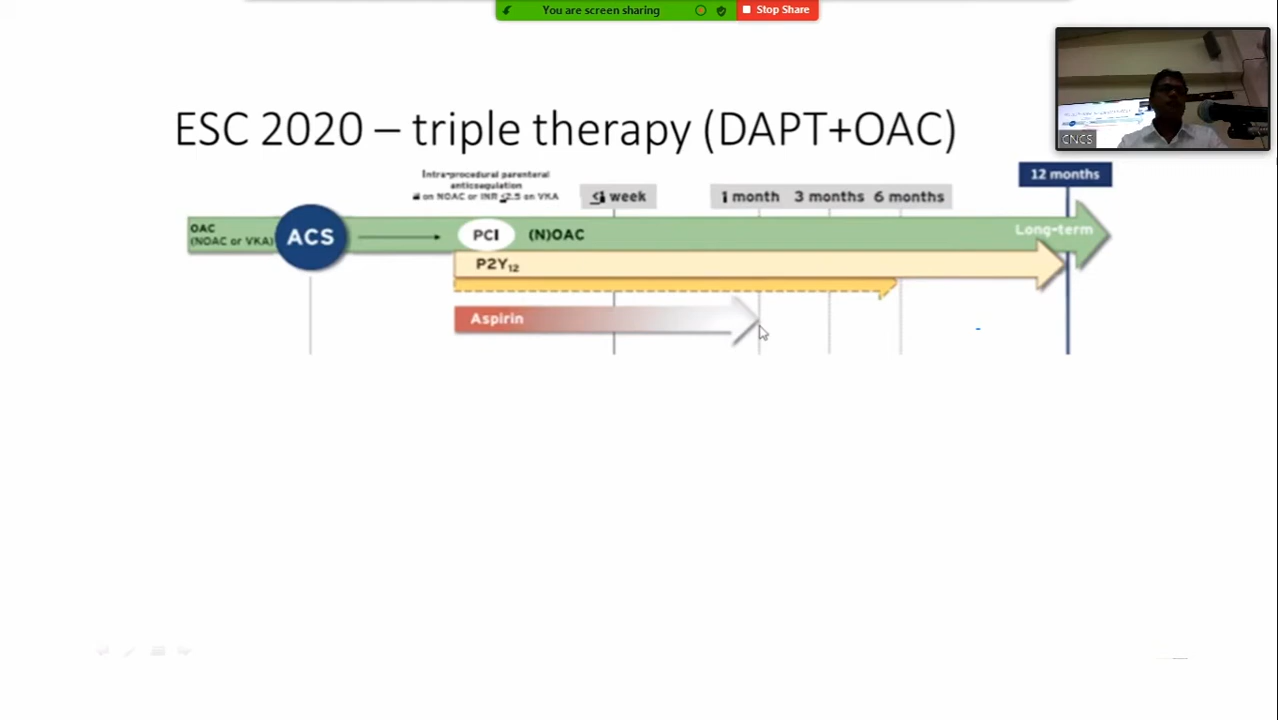 You are screen sharing
Stop Share
CNCS
ESC 2020 – triple therapy (DAPT+OAC)
Intra-procedural parenteral
anticoagulation
if on NOAC or INR ≤2.5 on VKA
≤1 week
1 month 3 months 6 months
12 months
OAC
(NOAC or VKA)
ACS
PCI
(N)OAC
Long-term
P2Y12
Aspirin